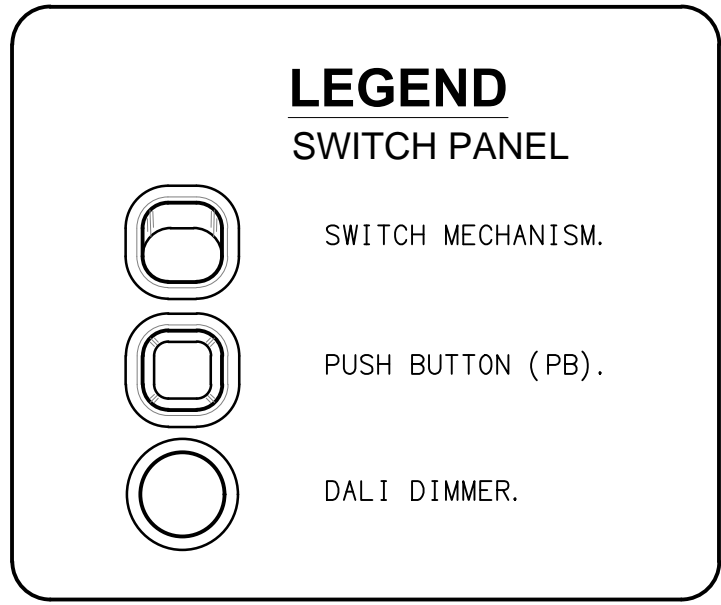 LEGEND
SWITCH PANEL
SWITCH MECHANISM.
PUSH BUTTON (PB).
DALI DIMMER.